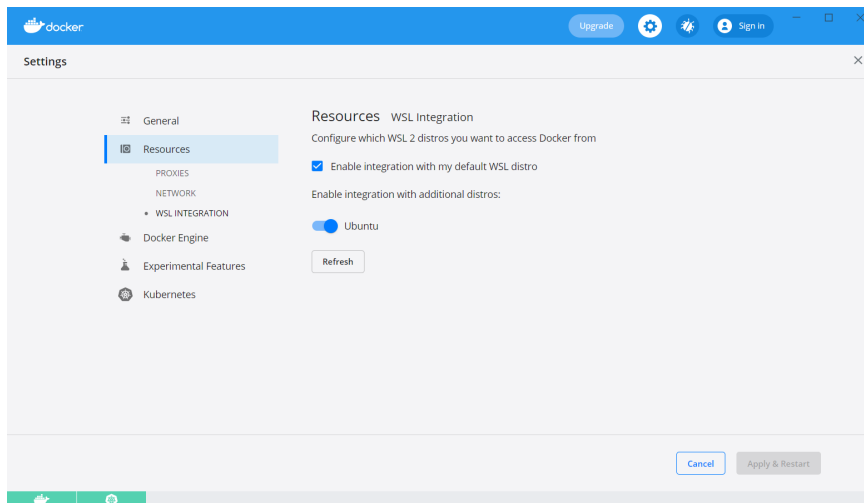 docker
Upgrade
Sign in
Settings
General
Resources
PROXIES
NETWORK
WSL INTEGRATION
Docker Engine
Experimental Features
Kubernetes
Resources WSL Integration
Configure which WSL 2 distros you want to access Docker from
Enable integration with my default WSL distro
Enable integration with additional distros:
Ubuntu
Refresh
Cancel
Apply & Restart